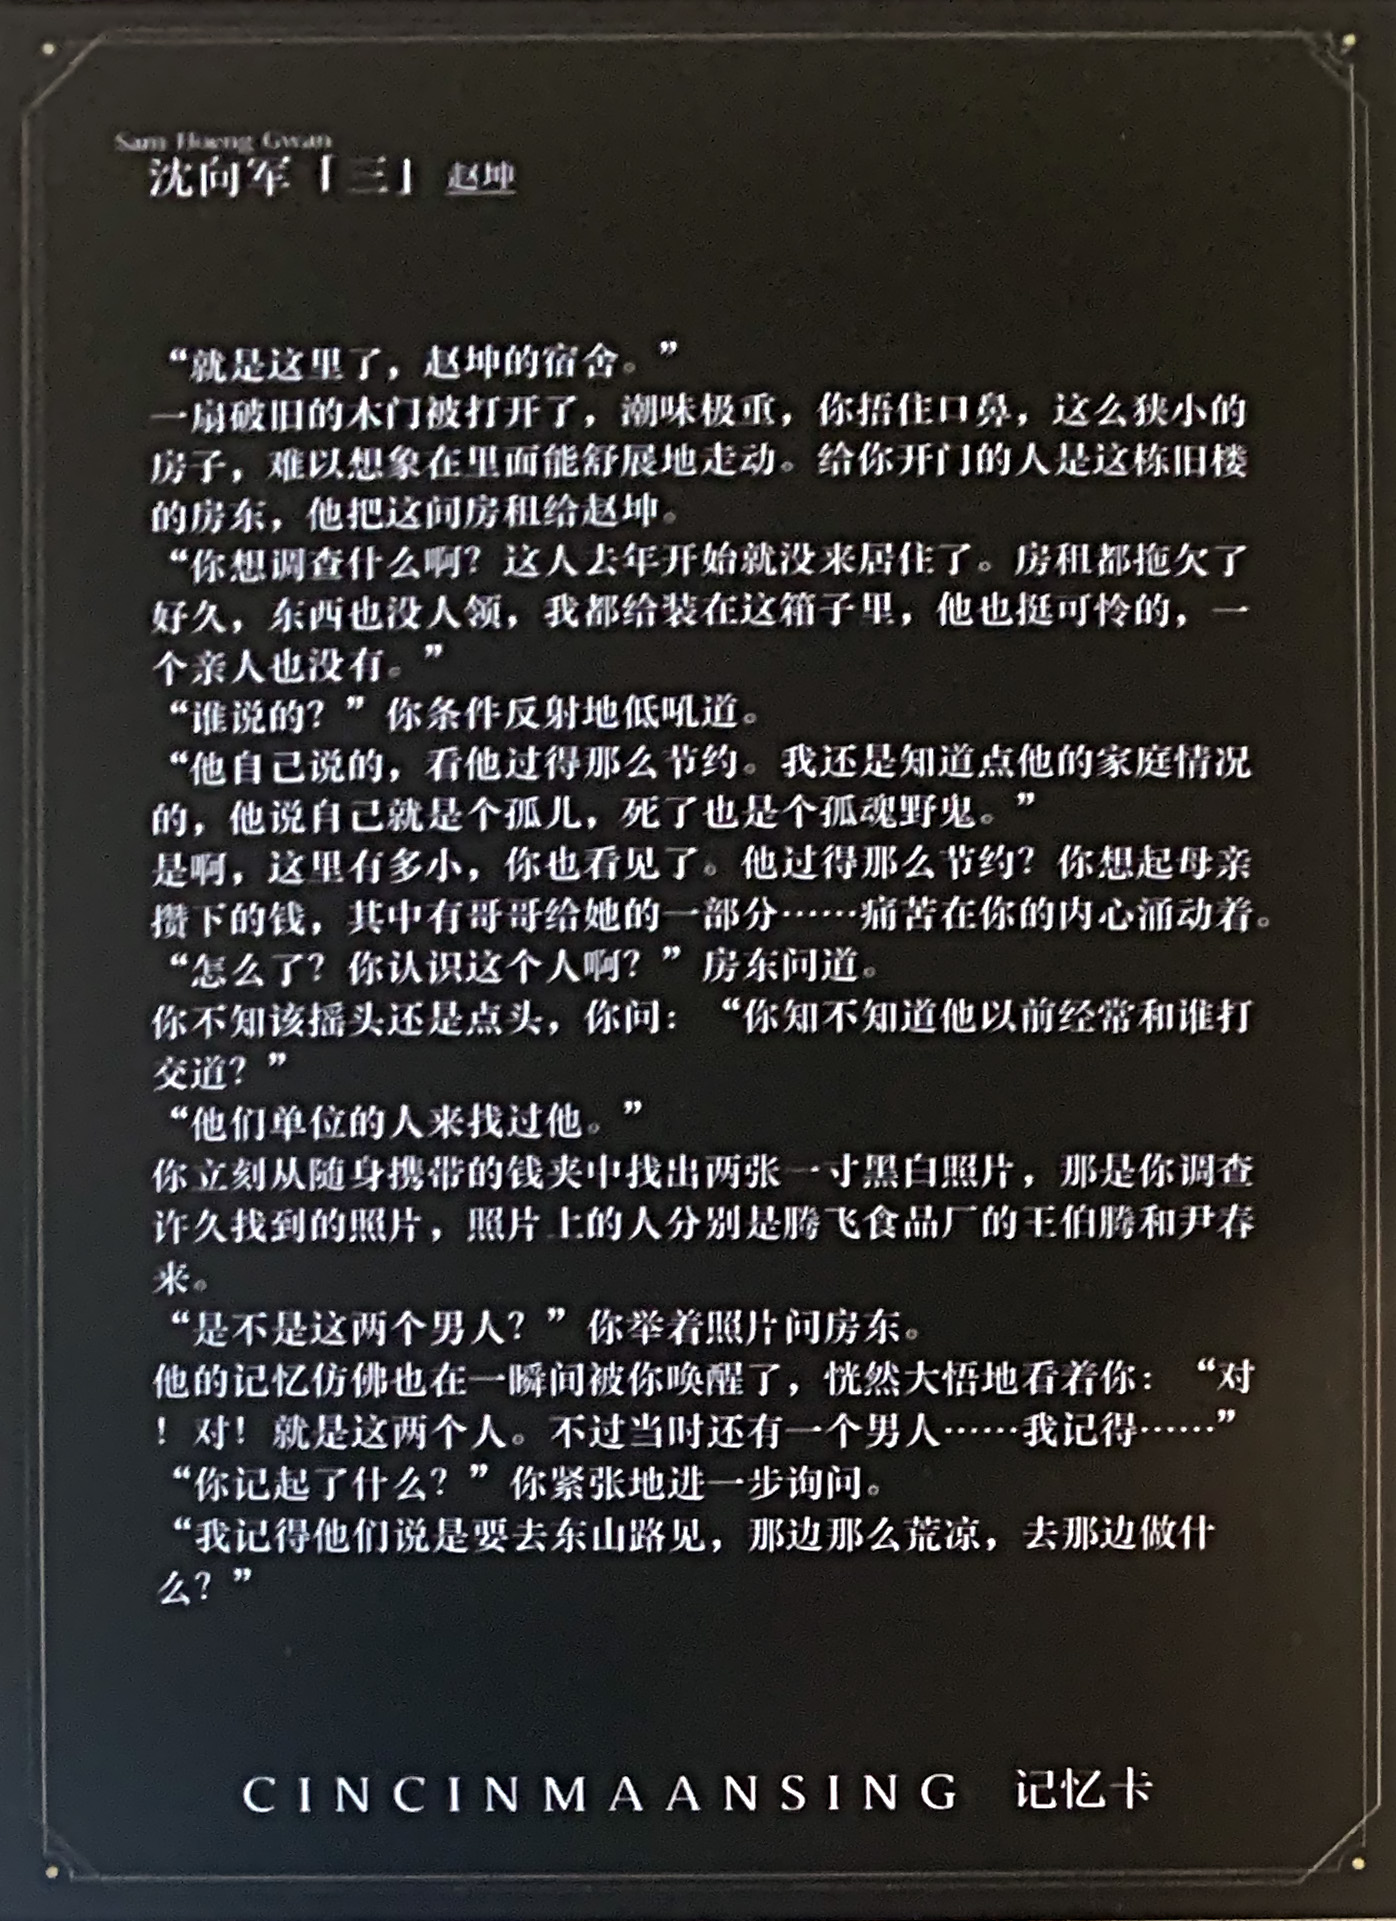 Sam Hoeng Gwan
沈向军「三」 赵坤
“就是这里了，赵坤的宿舍。”
一扇破旧的木门被打开了，潮味极重，你捂住口鼻，这么狭小的
房子，难以想象在里面能舒展地走动。给你开门的人是这栋旧楼
的房东，他把这间房租给赵坤。
“你想调查什么啊？这人去年开始就没来居住了。房租都拖欠了
好久，东西也没人领，我都给装在这箱子里，他也挺可怜的，一
个亲人也没有。”
“谁说的？”你条件反射地低吼道。
“他自己说的，看他过得那么节约。我还是知道点他的家庭情况
的，他说自己就是个孤儿，死了也是个孤魂野鬼。”
是啊，这里有多小，你也看见了。他过得那么节约？你想起母亲
攒下的钱，其中有哥哥给她的一部分……痛苦在你的内心涌动着。
“怎么了？你认识这个人啊？”房东问道。
你不知该摇头还是点头，你问：“你知不知道他以前经常和谁打
交道？”
“他们单位的人来找过他。”
你立刻从随身携带的钱夹中找出两张一寸黑白照片，那是你调查
许久找到的照片，照片上的人分别是腾飞食品厂的王伯腾和尹春
来。
“是不是这两个男人？”你举着照片问房东。
他的记忆仿佛也在一瞬间被你唤醒了，恍然大悟地看着你：“对
！对！就是这两个人。不过当时还有一个男人……我记得……”
“你记起了什么？”你紧张地进一步询问。
“我记得他们说是要去东山路见，那边那么荒凉，去那边做什
么？”
CINCINMAANSING 记忆卡